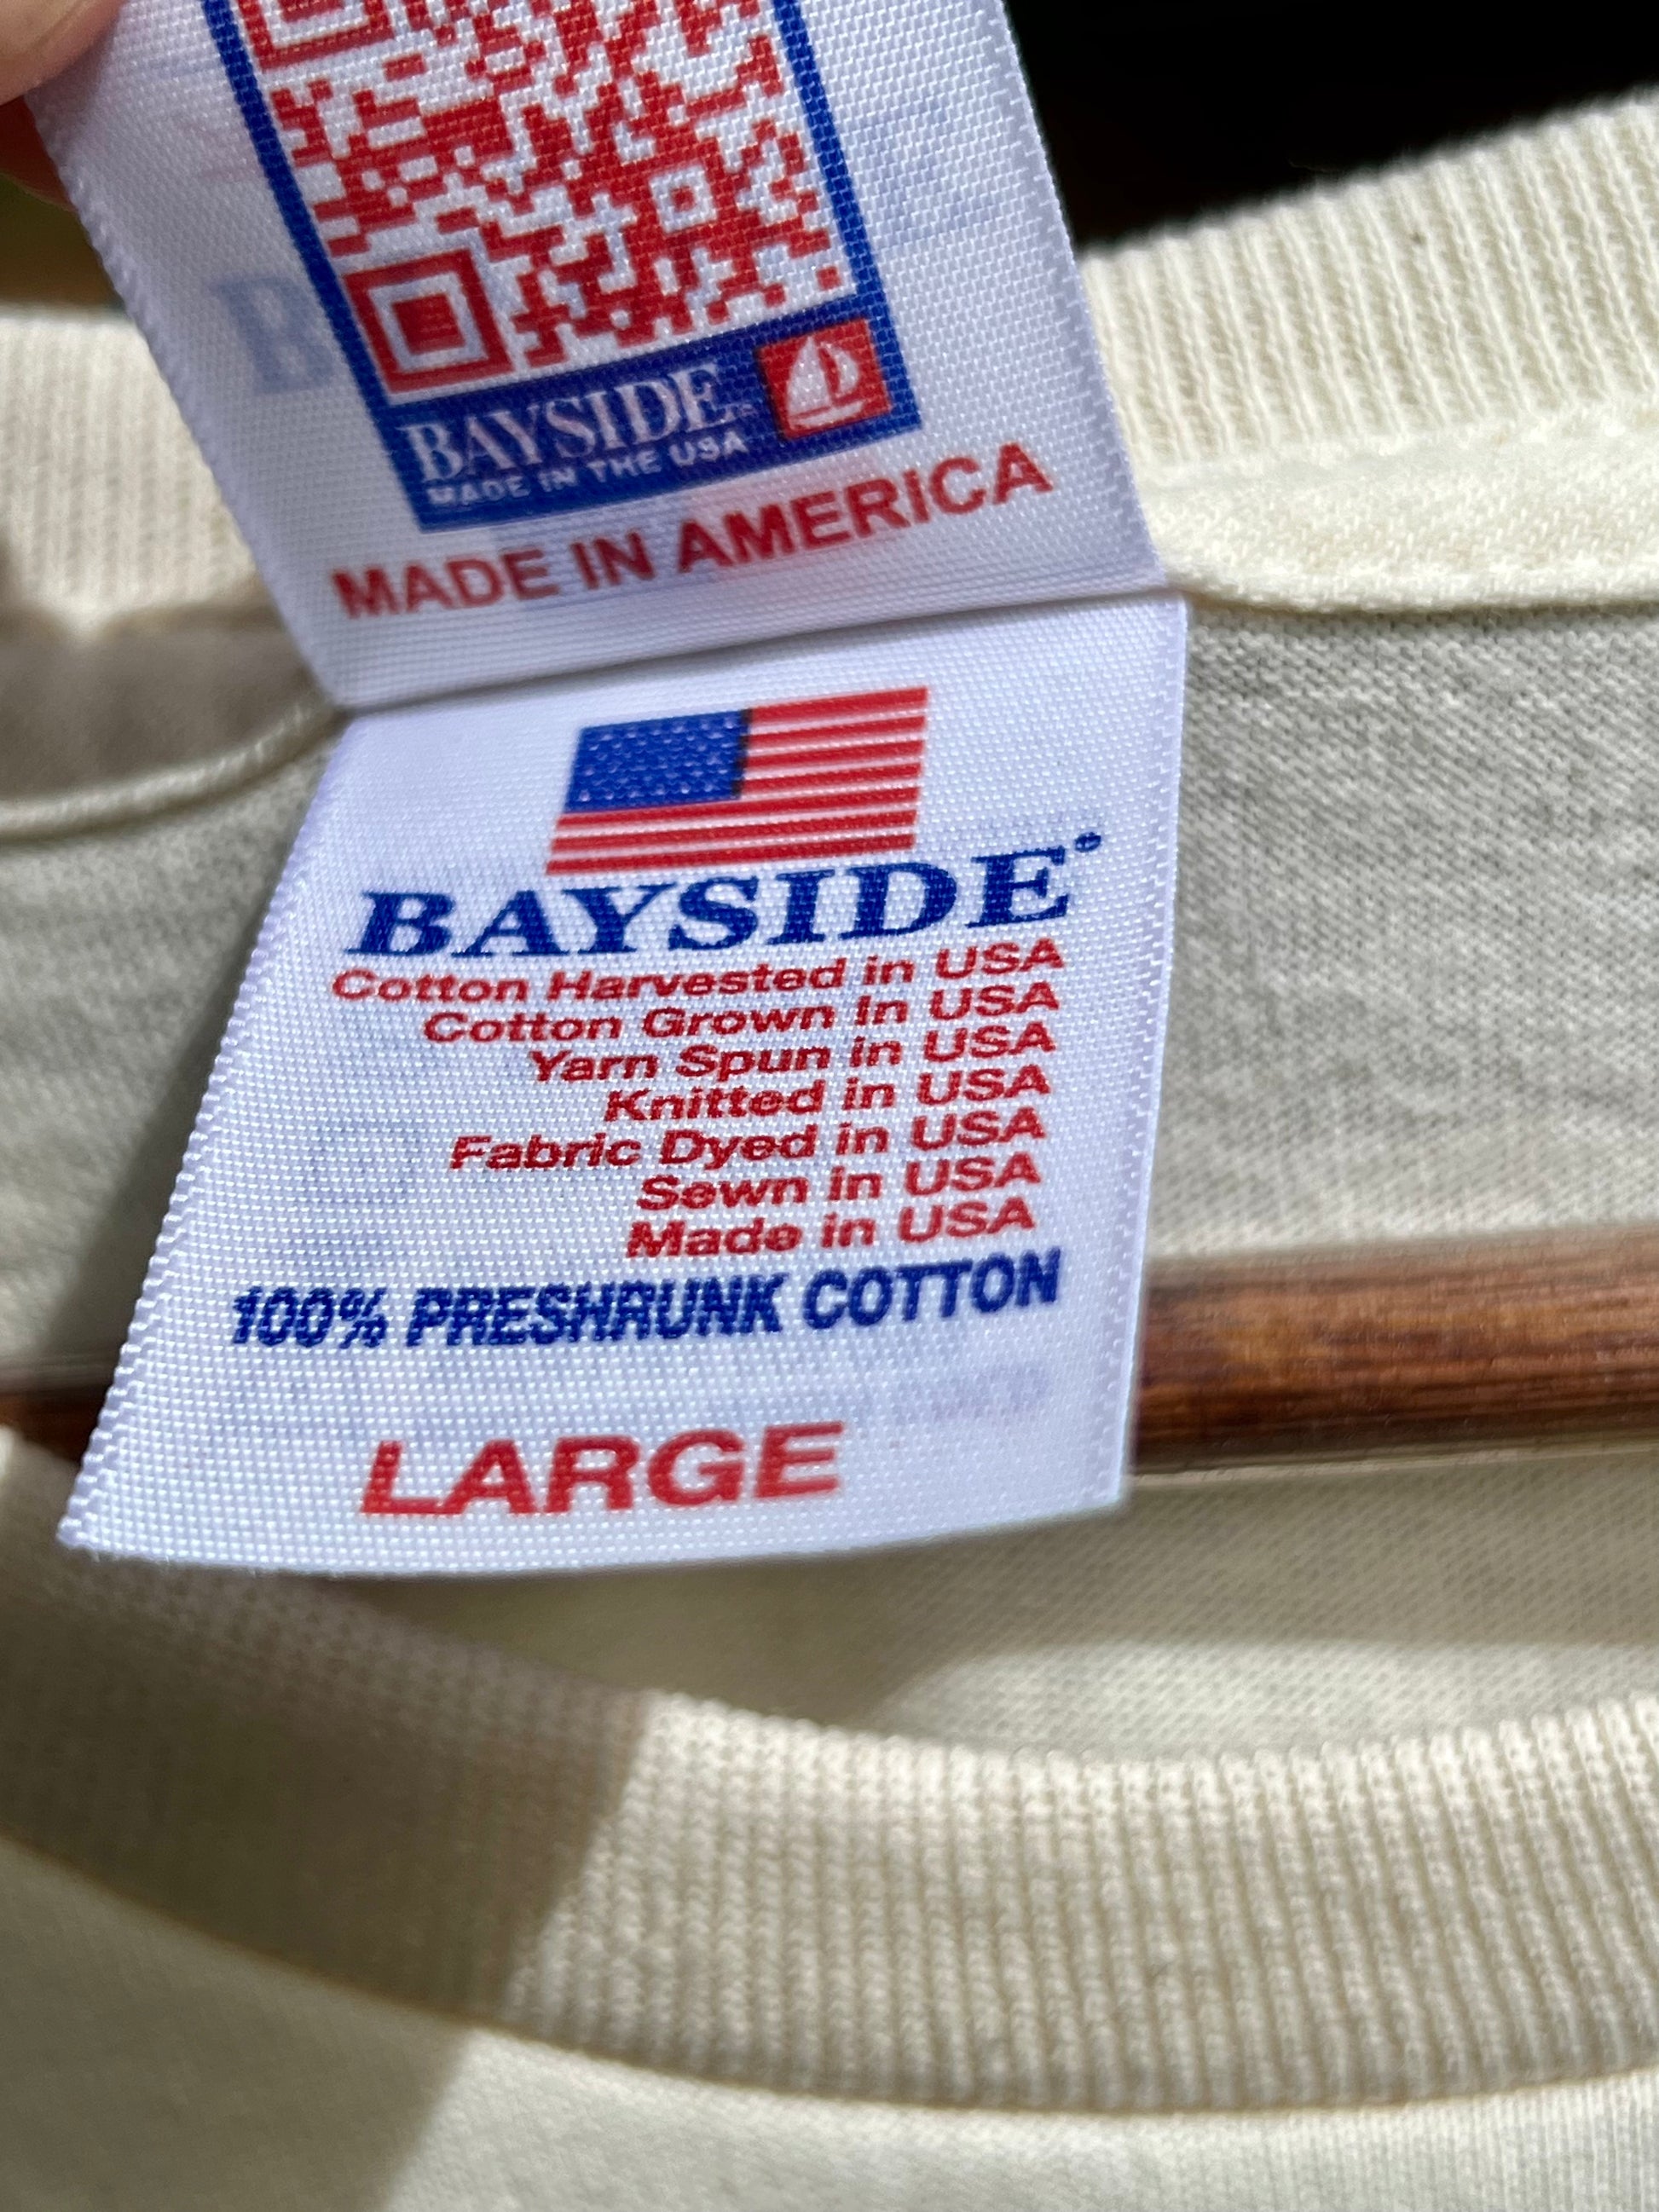 BAYSIDE
MADE IN THE USA
MADE IN AMERICA
BAYSIDE®
Cotton Harvested in USA
Cotton Grown In USA
Yarn Spun in USA
Knitted in USA
Fabric Dyed in USA
Sewn in USA
Made in USA
100% PRESHRUNK COTTON
LARGE